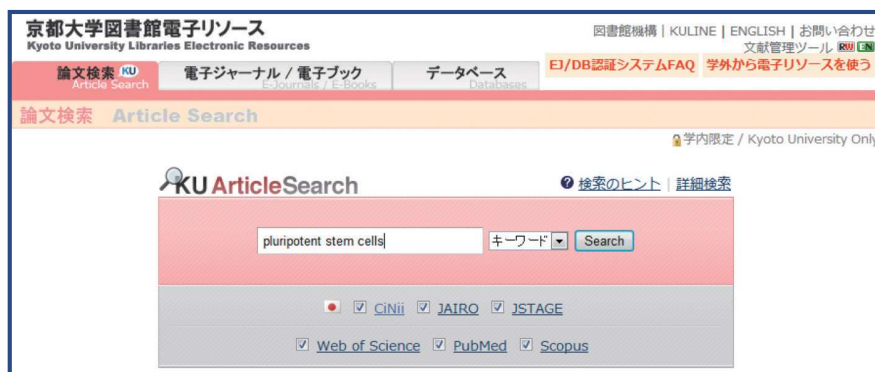 京都大学図書館電子リソース
Kyoto University Libraries Electronic Resources
図書館機構 | KULINE | ENGLISH | お問い合わせ
文献管理ツール RW EN
EJ/DB認証システムFAQ 学外から電子リソースを使う
論文検索 KU
Article Search
電子ジャーナル / 電子ブック
E-Journals / E-Books
データベース
Databases
論文検索 Article Search
学内限定 / Kyoto University Only
KU ArticleSearch
? 検索のヒント | 詳細検索
pluripotent stem cells
キーワード
Search
CiNii JAIRO JSTAGE
Web of Science PubMed Scopus